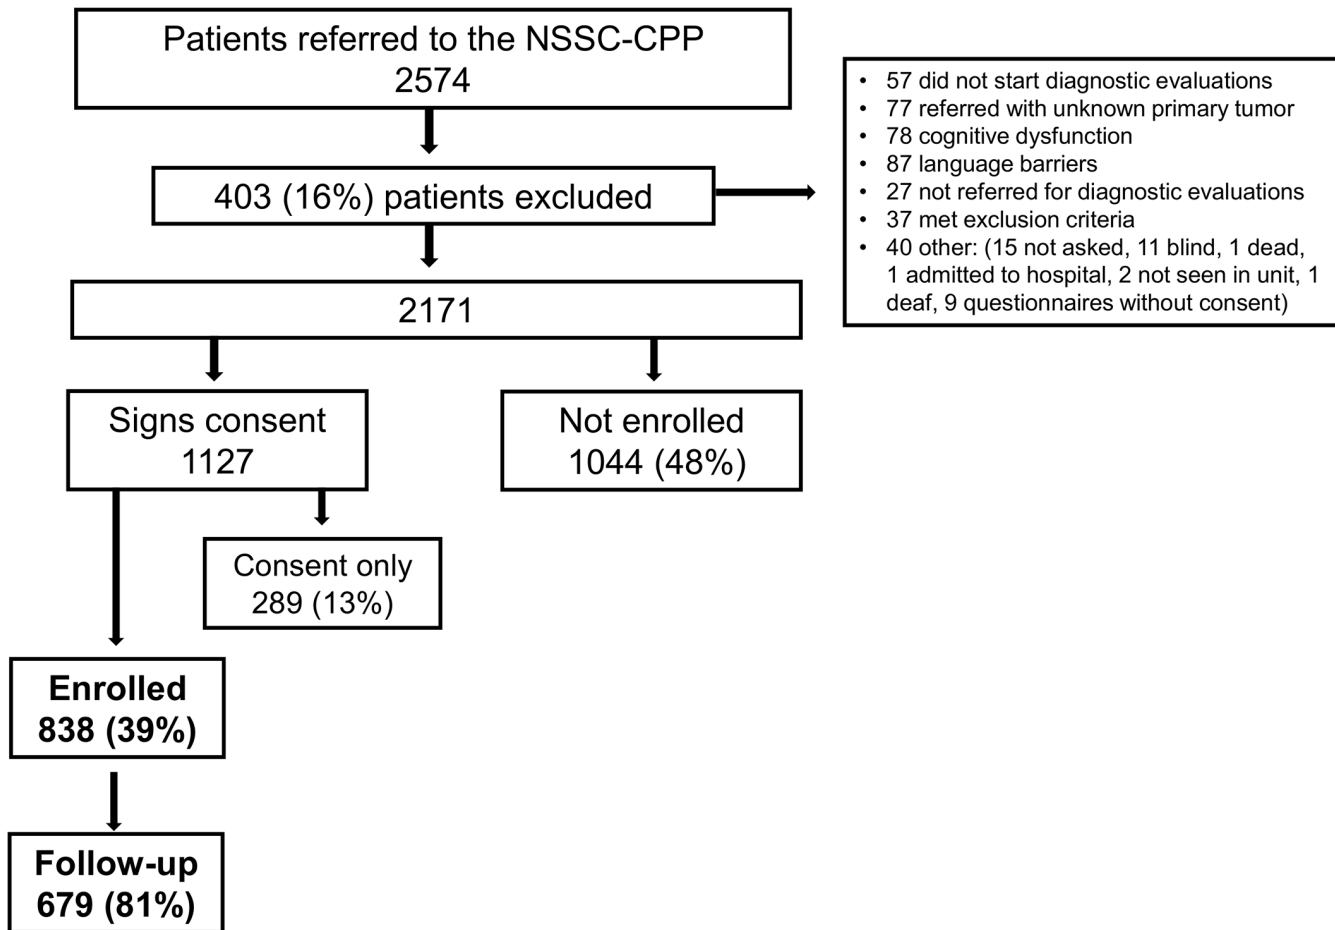 Patients referred to the NSSC-CPP
2574
403 (16%) patients excluded
• 57 did not start diagnostic evaluations
• 77 referred with unknown primary tumor
• 78 cognitive dysfunction
• 87 language barriers
• 27 not referred for diagnostic evaluations
• 37 met exclusion criteria
• 40 other: (15 not asked, 11 blind, 1 dead,
1 admitted to hospital, 2 not seen in unit, 1
deaf, 9 questionnaires without consent)
2171
Signs consent
1127
Not enrolled
1044 (48%)
Consent only
289 (13%)
Enrolled
838 (39%)
Follow-up
679 (81%)